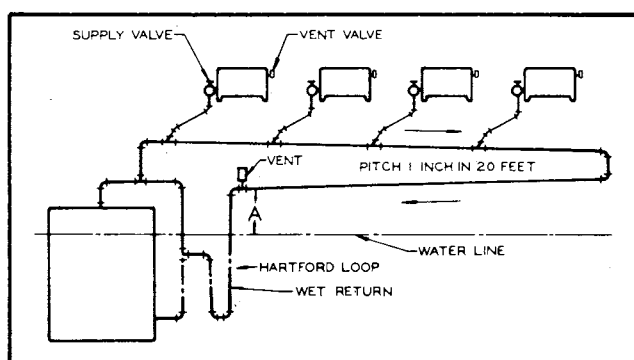 SUPPLY VALVE
VENT VALVE
VENT
PITCH 1 INCH IN 20 FEET
A
WATER LINE
HARTFORD LOOP
WET RETURN